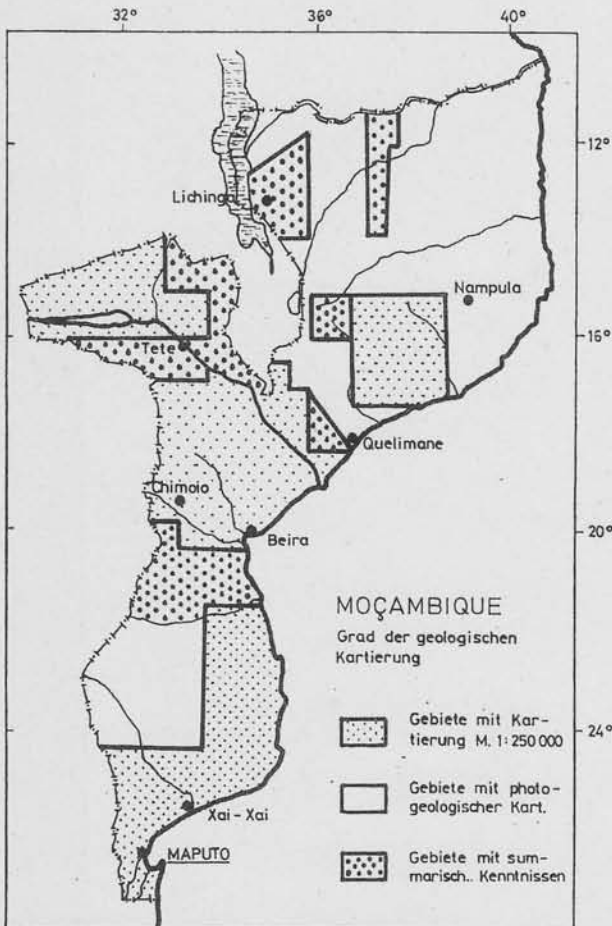 32° 36° 40°
12°
Lichinga
Nampula
16°
Tete
Quelimane
Chimoio
20°
Beira
MOÇAMBIQUE
Grad der geologischen
Kartierung
Gebiete mit Kar-
tierung M. 1:250 000
24°
Gebiete mit photo-
geologischer Kart.
Xai-Xai
MAPUTO
Gebiete mit sum-
marisch.. Kenntnissen